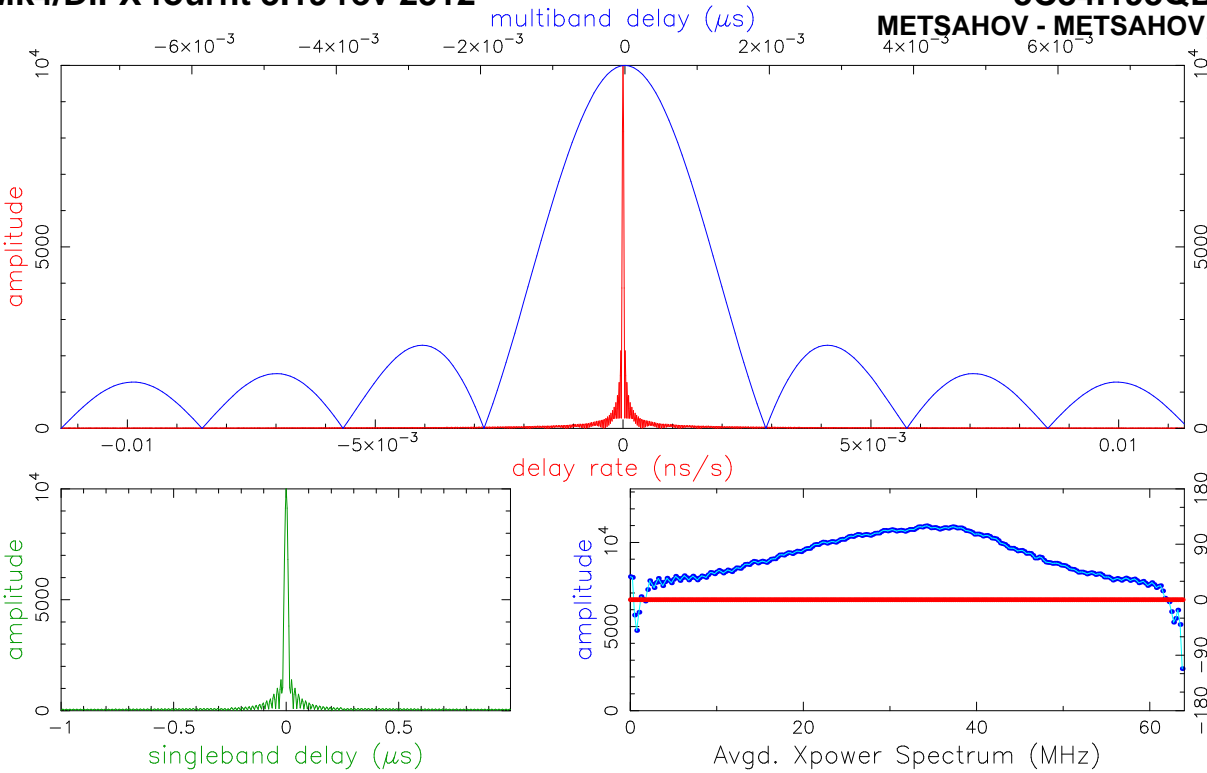 multiband delay (μs)
METSAHOV - METSAHOV
−6×10⁻³ −4×10⁻³ −2×10⁻³ 0 2×10⁻³ 4×10⁻³ 6×10⁻³
amplitude
0 5000 10⁴
0 5000 10⁴
−0.01 −5×10⁻³ 0 5×10⁻³ 0.01
delay rate (ns/s)
amplitude
0 5000 10⁴
−1 −0.5 0 0.5
singleband delay (μs)
amplitude
0 5000 10⁴
−180 −90 0 90 180
0 20 40 60
Avgd. Xpower Spectrum (MHz)